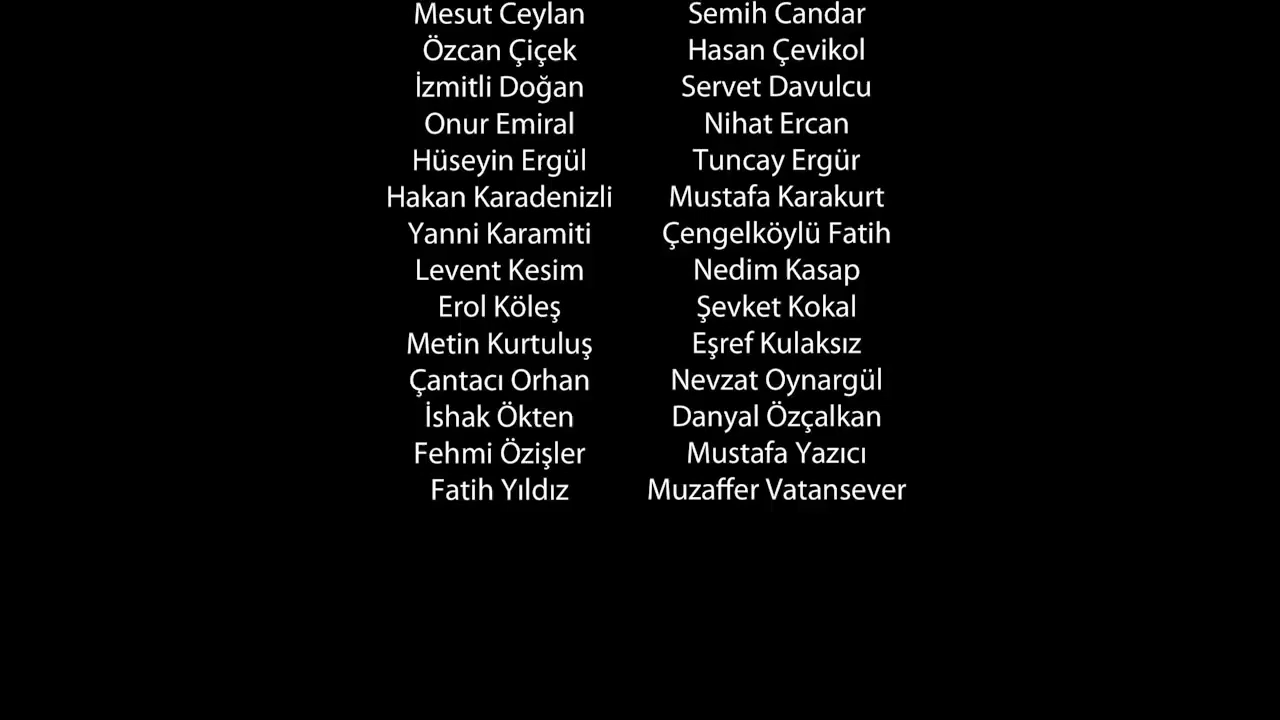 Mesut Ceylan Semih Candar
Özcan Çiçek Hasan Çevikol
İzmitli Doğan Servet Davulcu
Onur Emiral Nihat Ercan
Hüseyin Ergül Tuncay Ergür
Hakan Karadenizli Mustafa Karakurt
Yanni Karamiti Çengelköylü Fatih
Levent Kesim Nedim Kasap
Erol Köleş Şevket Kokal
Metin Kurtuluş Eşref Kulaksız
Çantacı Orhan Nevzat Oynargül
İshak Ökten Danyal Özçalkan
Fehmi Özişler Mustafa Yazıcı
Fatih Yıldız Muzaffer Vatansever